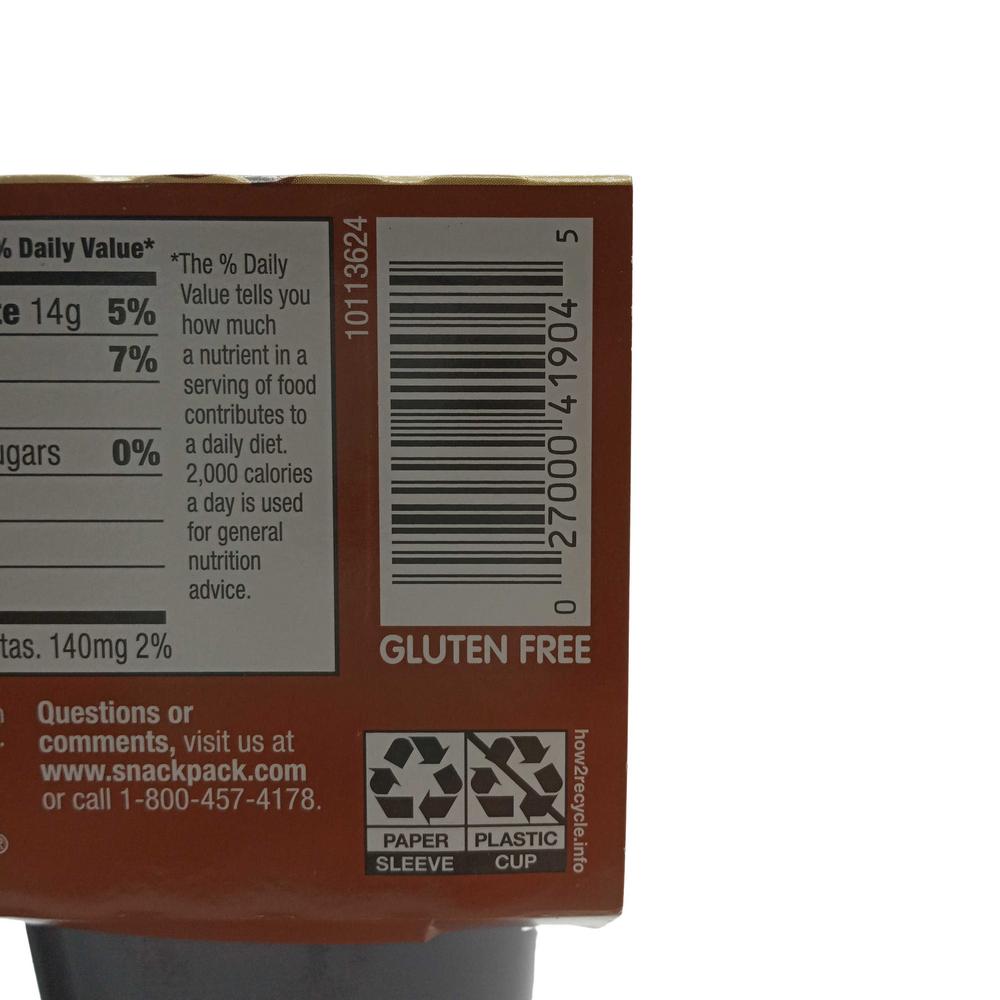 % Daily Value*
te 14g 5%
7%
ugars 0%
tas. 140mg 2%
*The % Daily
Value tells you
how much
a nutrient in a
serving of food
contributes to
a daily diet.
2,000 calories
a day is used
for general
nutrition
advice.
10113624
0 27000 41904 5
GLUTEN FREE
Questions or
comments, visit us at
www.snackpack.com
or call 1-800-457-4178.
®
PAPER
SLEEVE
PLASTIC
CUP
how2recycle.info